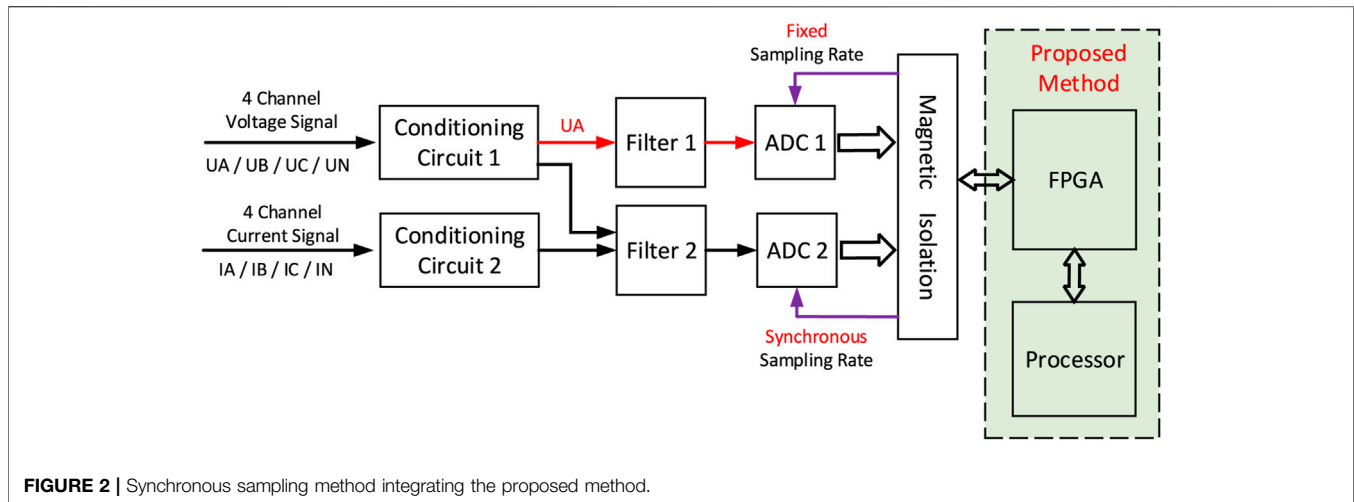 Fixed
Sampling Rate
Proposed
Method
4 Channel
Voltage Signal
UA / UB / UC / UN
Conditioning
Circuit 1
UA
Filter 1
ADC 1
Magnetic Isolation
FPGA
4 Channel
Current Signal
IA / IB / IC / IN
Conditioning
Circuit 2
Filter 2
ADC 2
Synchronous
Sampling Rate
Processor
FIGURE 2 | Synchronous sampling method integrating the proposed method.